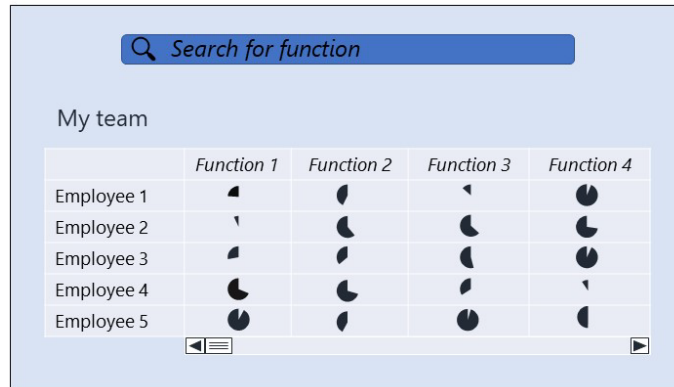 Search for function
My team
Function 1 Function 2 Function 3 Function 4
Employee 1
Employee 2
Employee 3
Employee 4
Employee 5